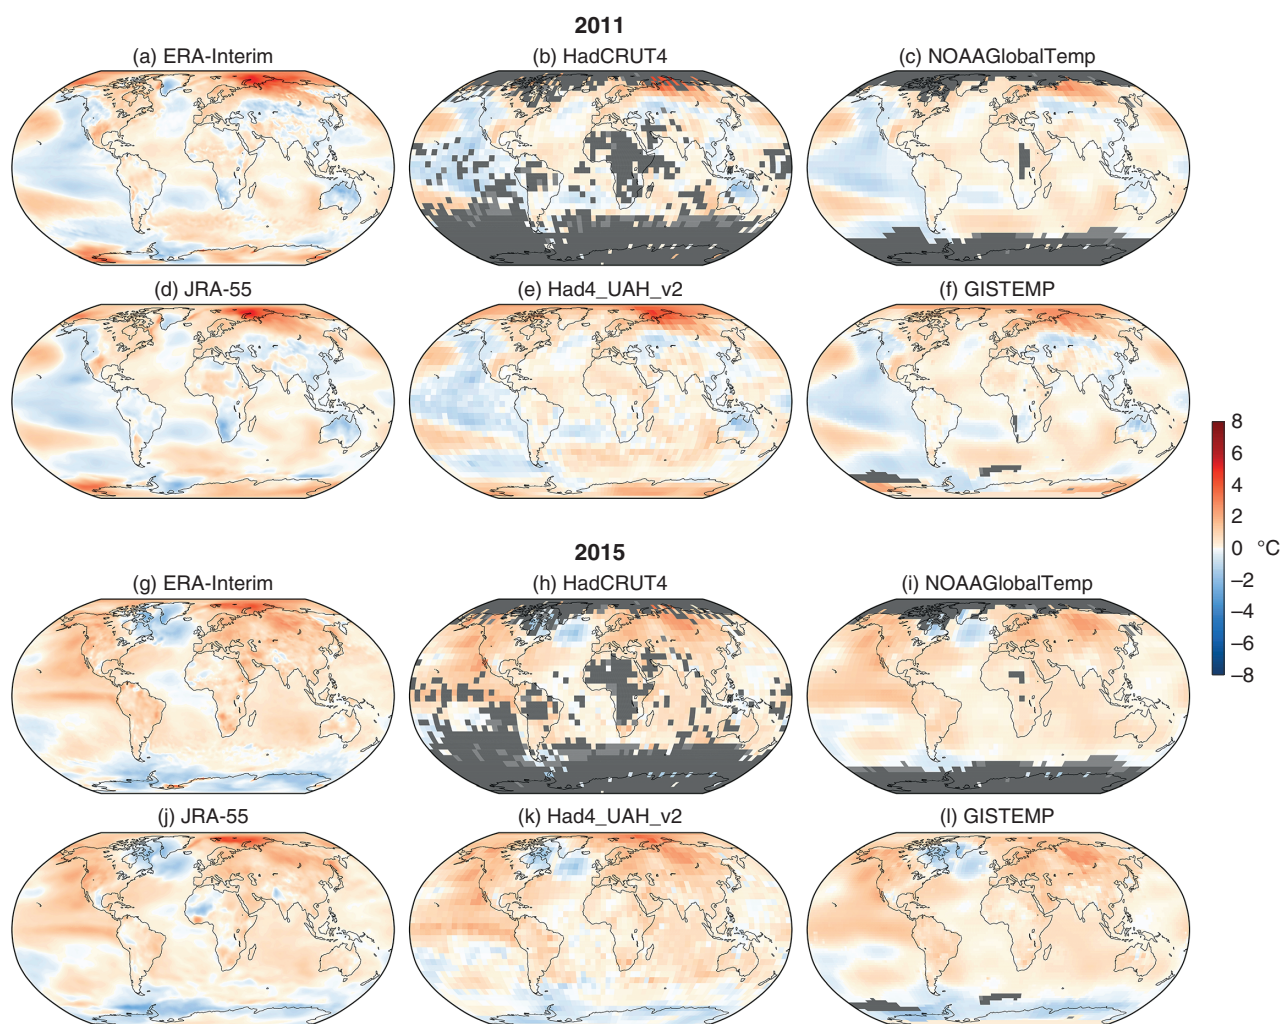 2011
(a) ERA-Interim
(b) HadCRUT4
(c) NOAAGlobalTemp
(d) JRA-55
(e) Had4_UAH_v2
(f) GISTEMP
8
6
4
2
0 °C
−2
−4
−6
−8
2015
(g) ERA-Interim
(h) HadCRUT4
(i) NOAAGlobalTemp
(j) JRA-55
(k) Had4_UAH_v2
(l) GISTEMP